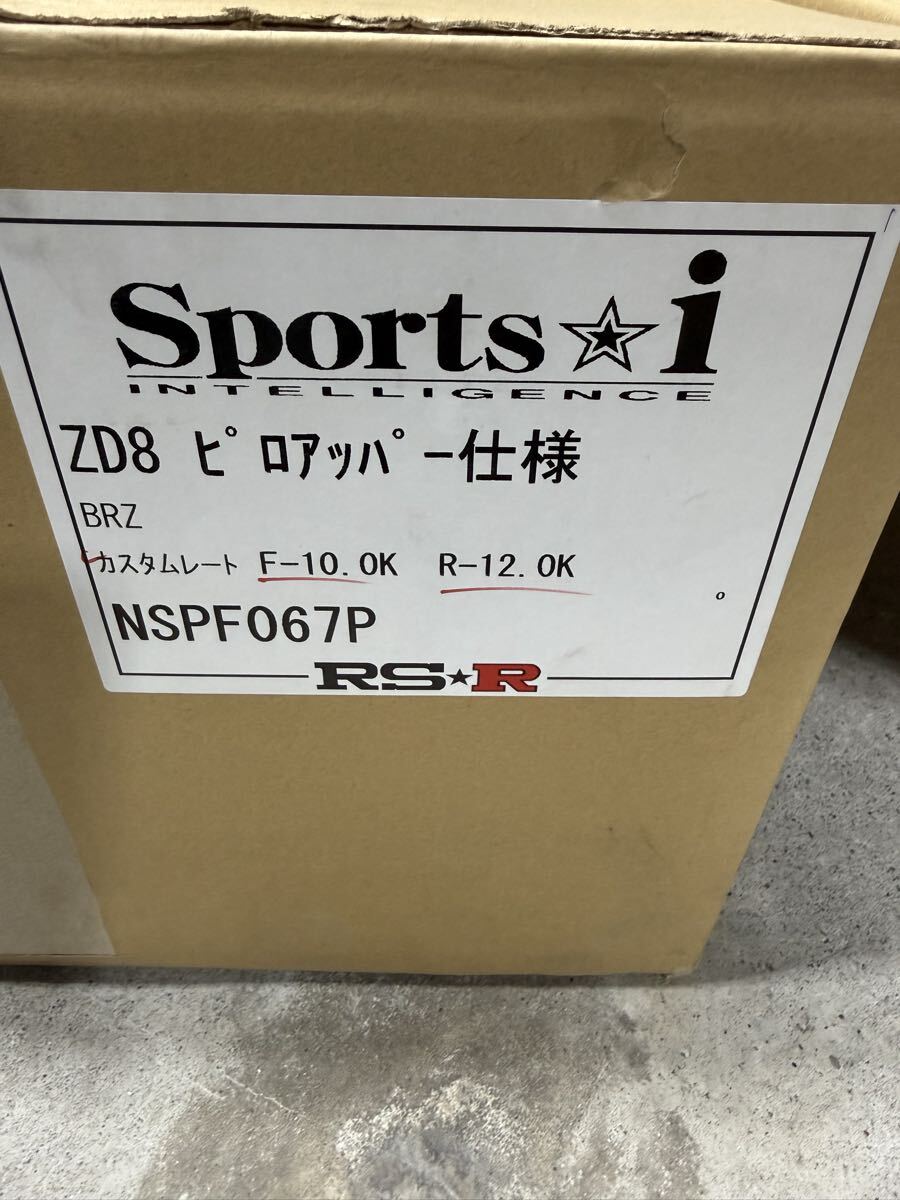 Sports☆i
INTELLIGENCE
ZD8 ﾋﾟﾛｱｯﾊﾟｰ仕様
BRZ
ｶｽﾀﾑﾚｰﾄ F-10.0K R-12.0K
NSPF067P
RS★R